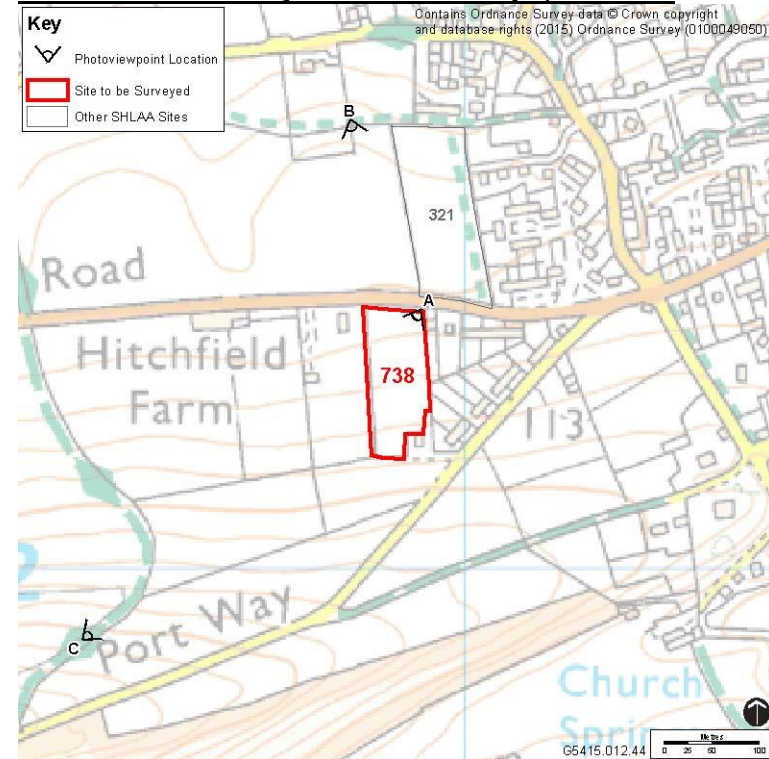 Key
Photoviewpoint Location
Site to be Surveyed
Other SHLAA Sites
Contains Ordnance Survey data © Crown copyright
and database rights (2015) Ordnance Survey (0100049050)
B
321
Road
A
Hitchfield
Farm
738
113
2
Port Way
C
Church
G5415.012.44
Metres
0 25 50 100